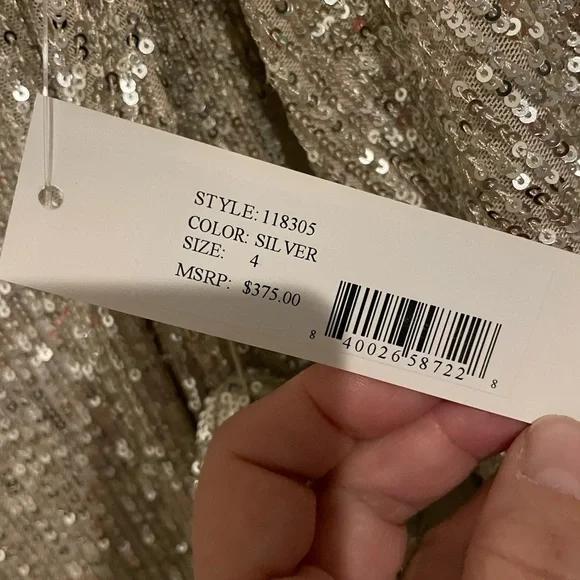 STYLE: 118305
COLOR: SILVER
SIZE: 4
MSRP: $375.00
8 40026 58722 8